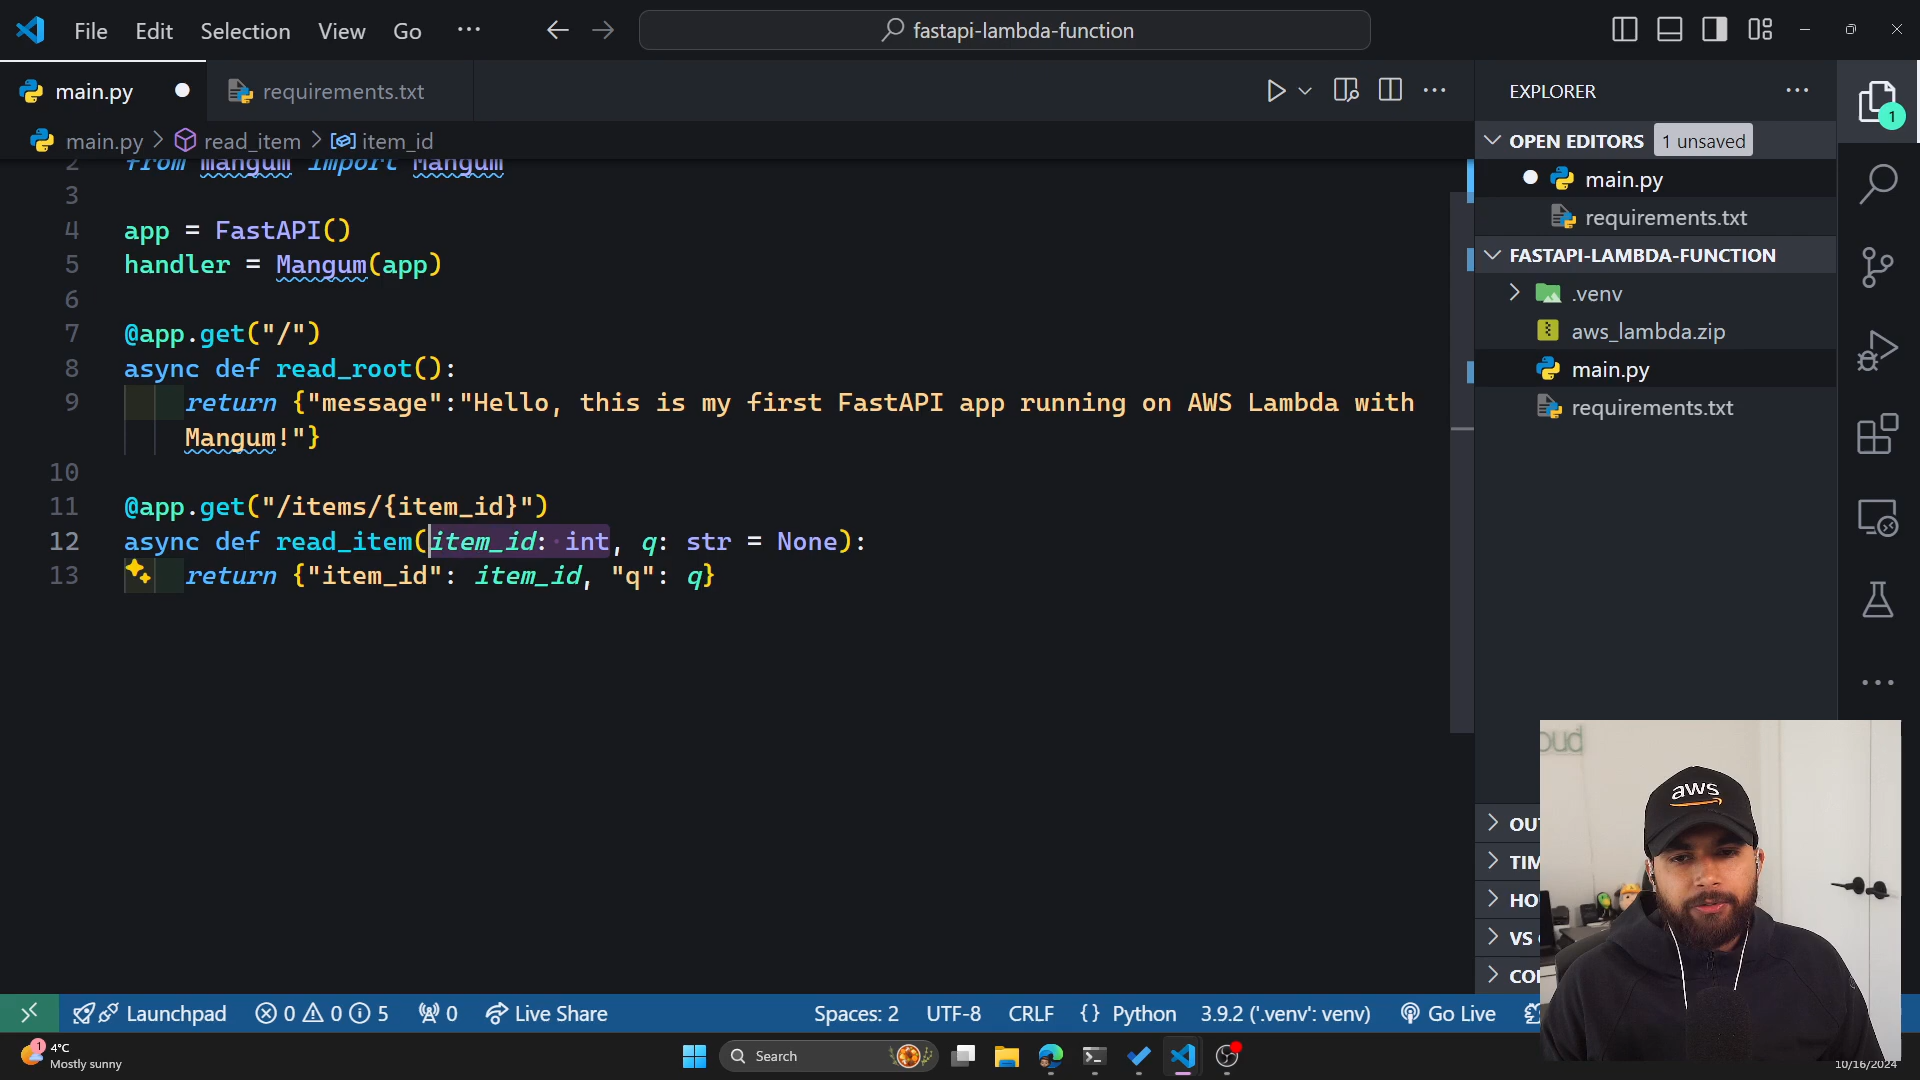 File Edit Selection View Go ··· fastapi-lambda-function
main.py requirements.txt
main.py > read_item > item_id
2 from mangum import Mangum
3
4 app = FastAPI()
5 handler = Mangum(app)
6
7 @app.get("/")
8 async def read_root():
9 return {"message":"Hello, this is my first FastAPI app running on AWS Lambda with
Mangum!"}
10
11 @app.get("/items/{item_id}")
12 async def read_item(item_id: int, q: str = None):
13 return {"item_id": item_id, "q": q}
EXPLORER
OPEN EDITORS 1 unsaved
main.py
requirements.txt
FASTAPI-LAMBDA-FUNCTION
.venv
aws_lambda.zip
main.py
requirements.txt
1
OU
TIM
HO
VS
CO
oud
aws
Launchpad 0 0 5 0 Live Share Spaces: 2 UTF-8 CRLF {} Python 3.9.2 ('.venv': venv) Go Live
1
4°C
Mostly sunny
Search
10/16/2024